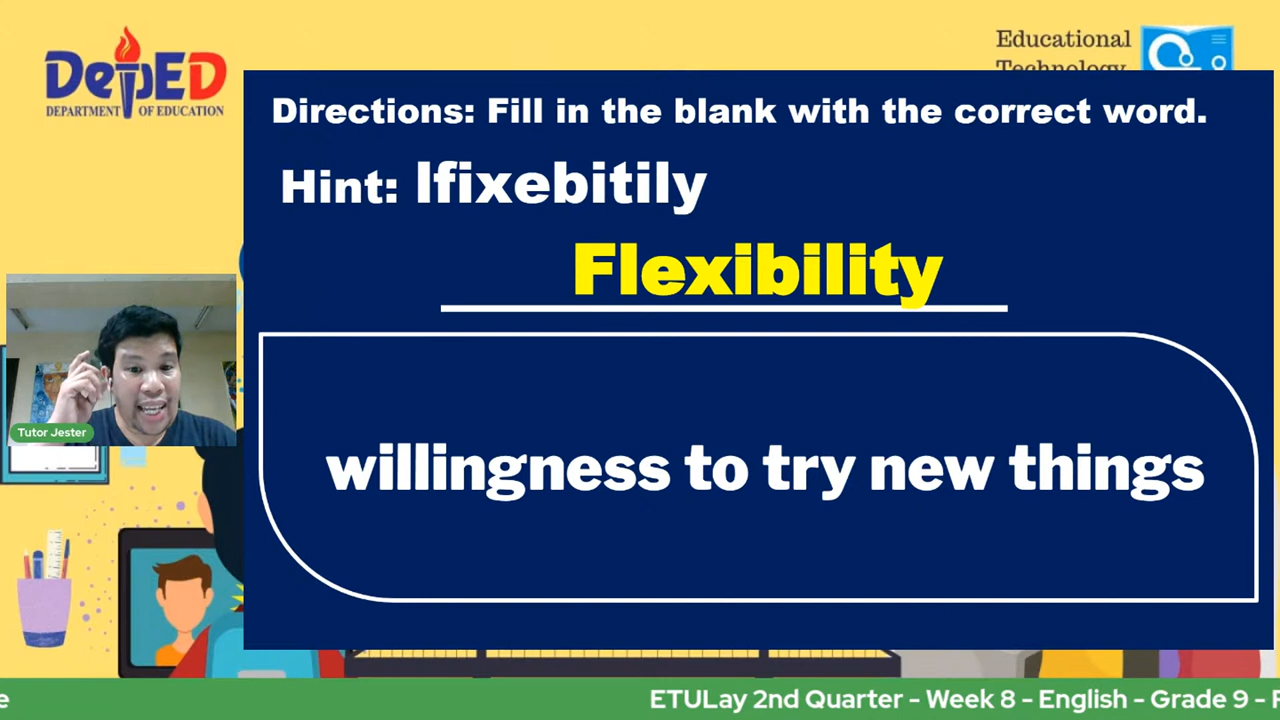 DepED
DEPARTMENT OF EDUCATION
Educational
Technology
Directions: Fill in the blank with the correct word.
Hint: lfixebitily
Flexibility
willingness to try new things
Tutor Jester
e
ETULay 2nd Quarter - Week 8 - English - Grade 9 -